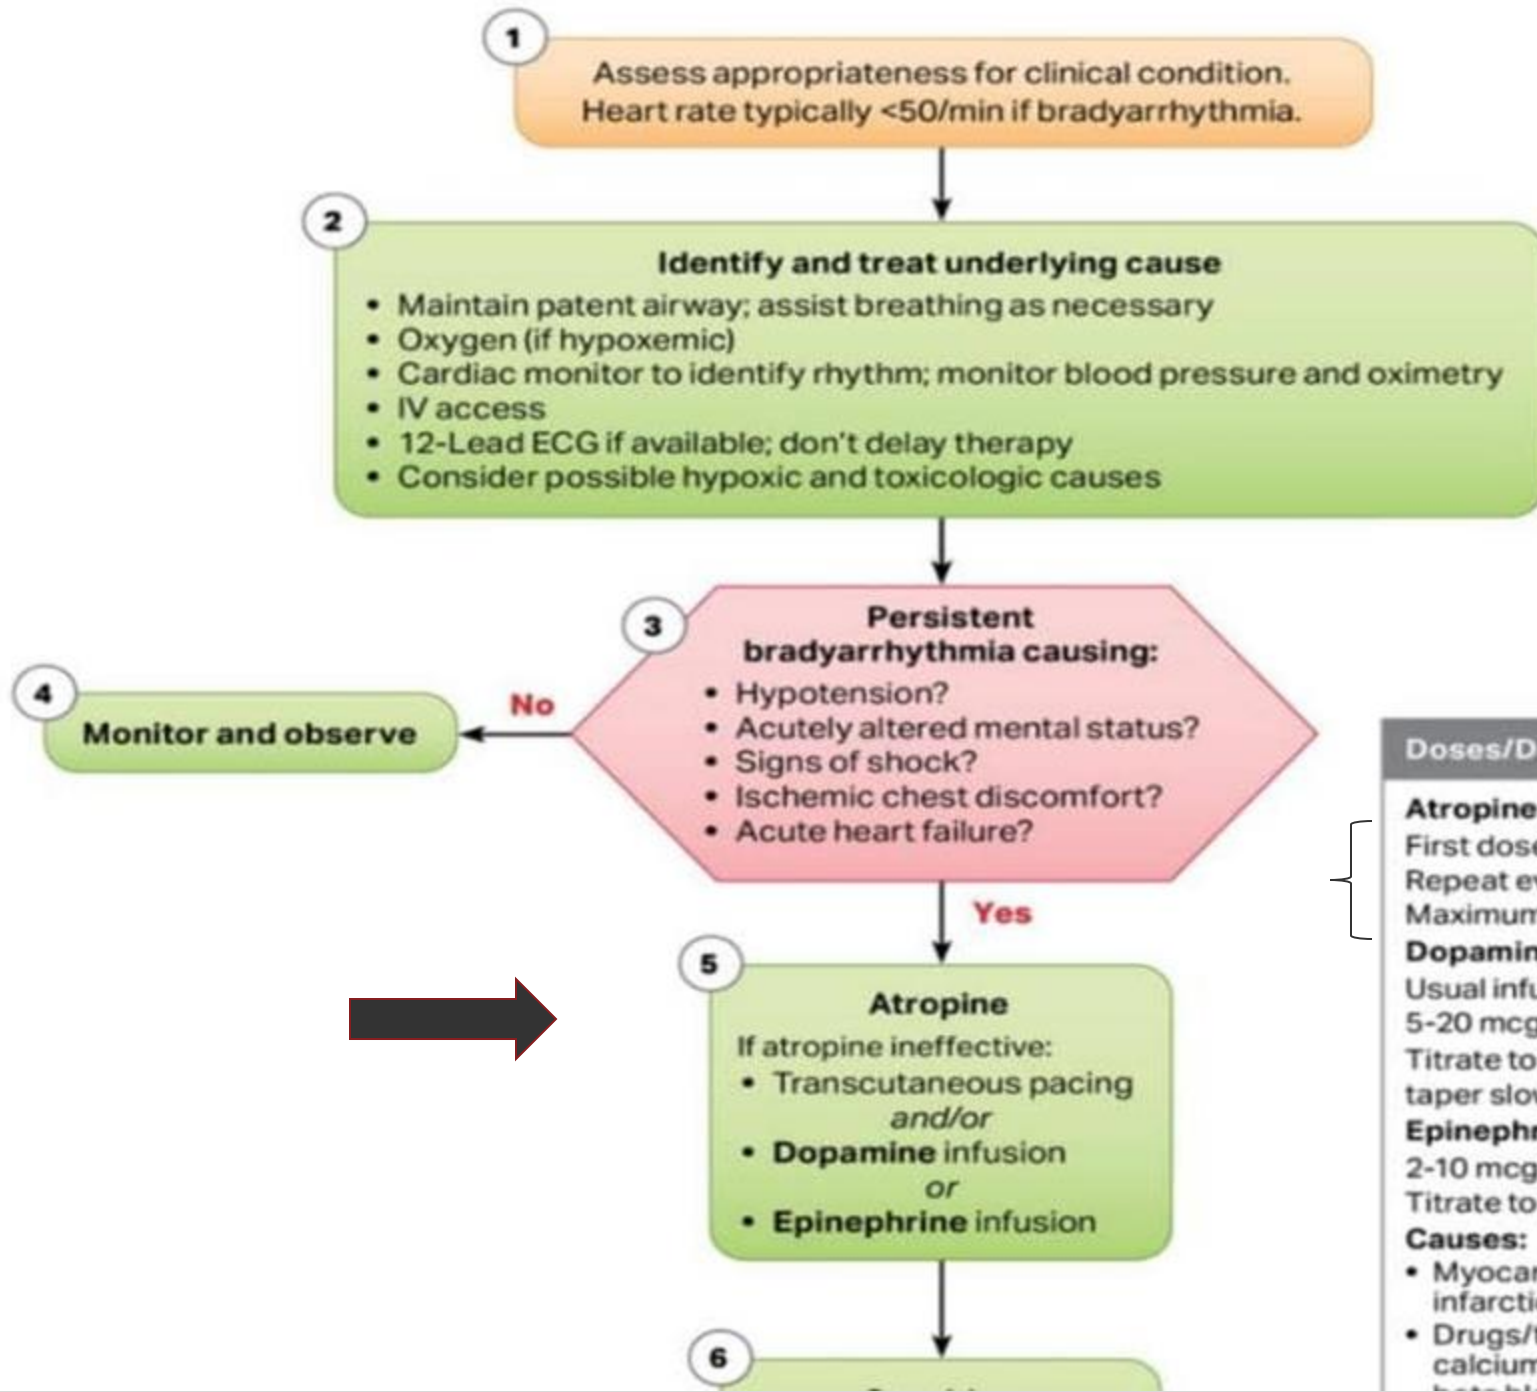 1
Assess appropriateness for clinical condition.
Heart rate typically <50/min if bradyarrhythmia.
2
Identify and treat underlying cause
• Maintain patent airway; assist breathing as necessary
• Oxygen (if hypoxemic)
• Cardiac monitor to identify rhythm; monitor blood pressure and oximetry
• IV access
• 12-Lead ECG if available; don't delay therapy
• Consider possible hypoxic and toxicologic causes
3
Persistent
bradyarrhythmia causing:
• Hypotension?
• Acutely altered mental status?
• Signs of shock?
• Ischemic chest discomfort?
• Acute heart failure?
No
4
Monitor and observe
Yes
5
Atropine
If atropine ineffective:
• Transcutaneous pacing
and/or
• Dopamine infusion
or
• Epinephrine infusion
6
Doses/D
Atropine
First dose
Repeat ev
Maximum
Dopamin
Usual infu
5-20 mcg
Titrate to
taper slow
Epinephr
2-10 mcg
Titrate to
Causes:
• Myocar
infarcti
• Drugs/t
calcium